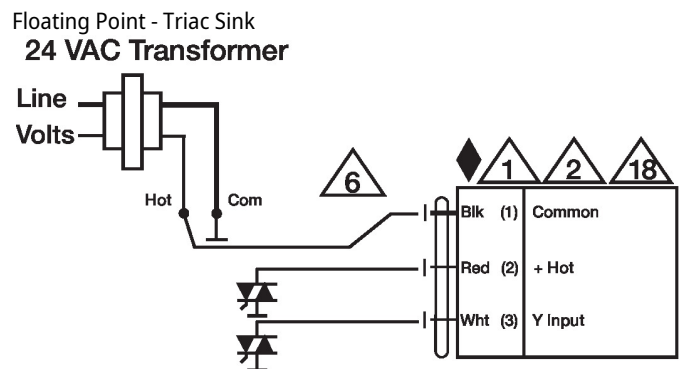 Floating Point - Triac Sink
24 VAC Transformer
Line
Volts
Hot
Com
6
1
2
18
Blk (1) Common
Red (2) + Hot
Wht (3) Y Input